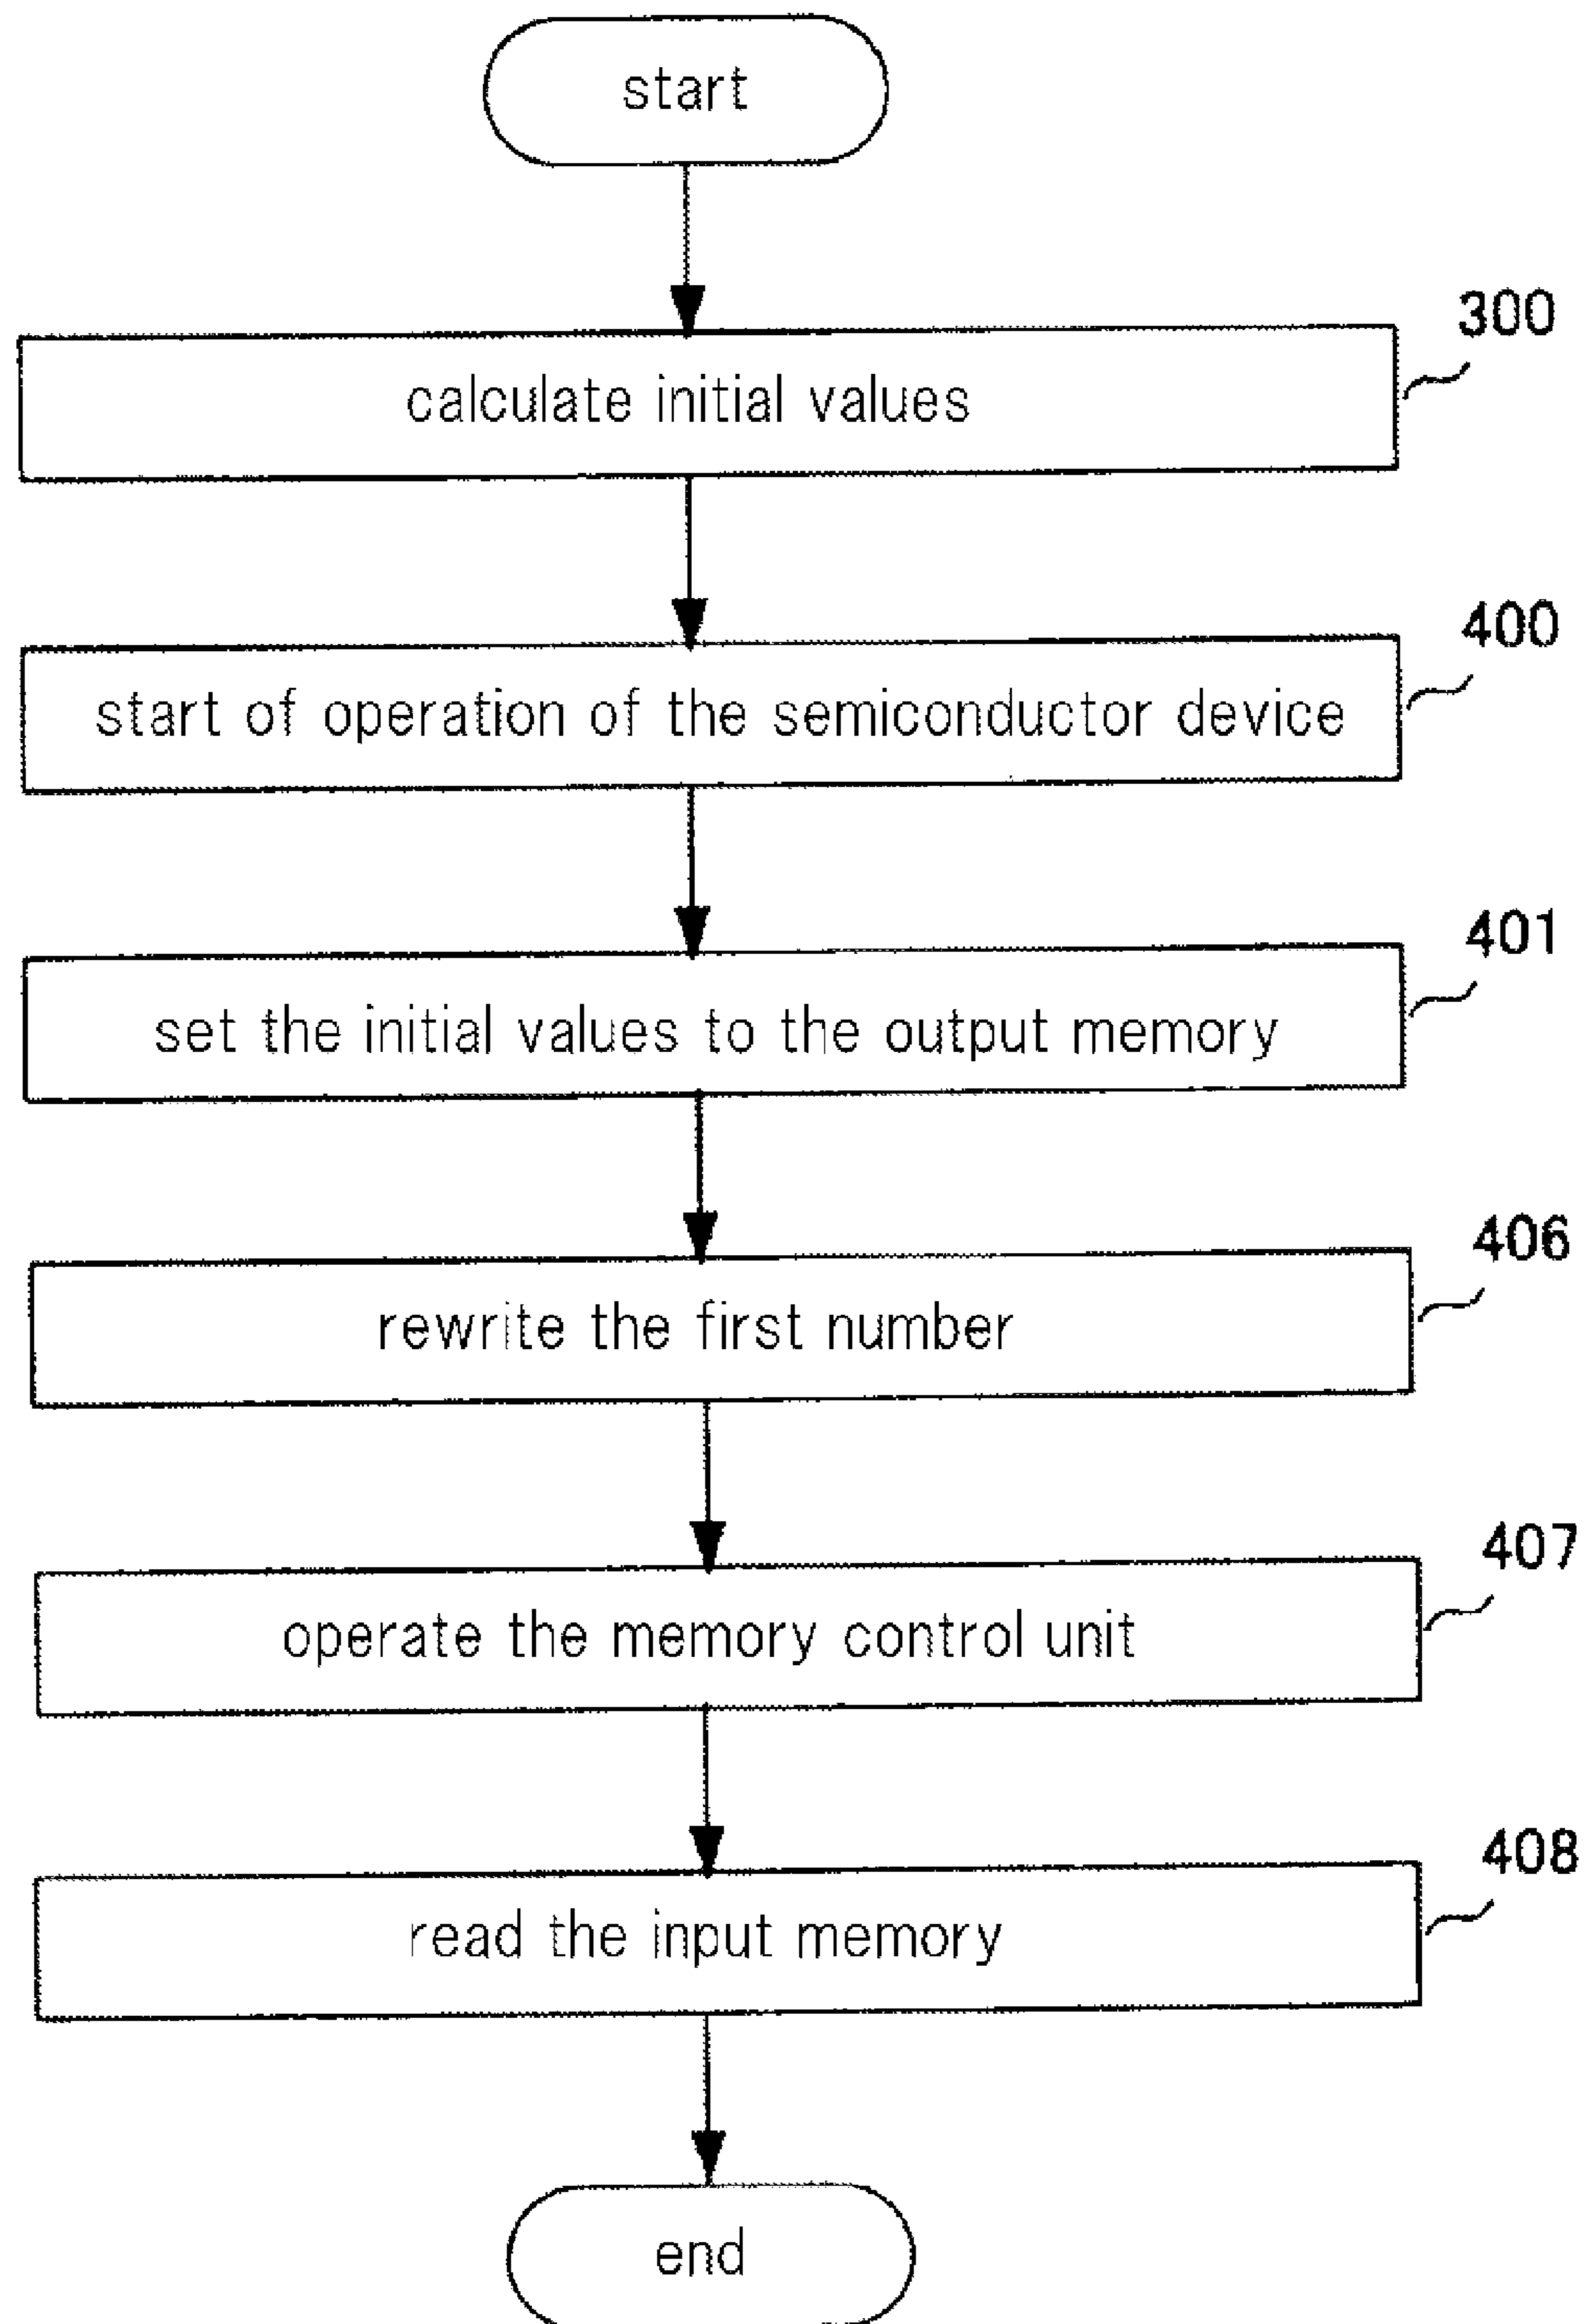 start
300
calculate initial values
400
start of operation of the semiconductor device
401
set the initial values to the output memory
406
rewrite the first number
407
operate the memory control unit
408
read the input memory
end